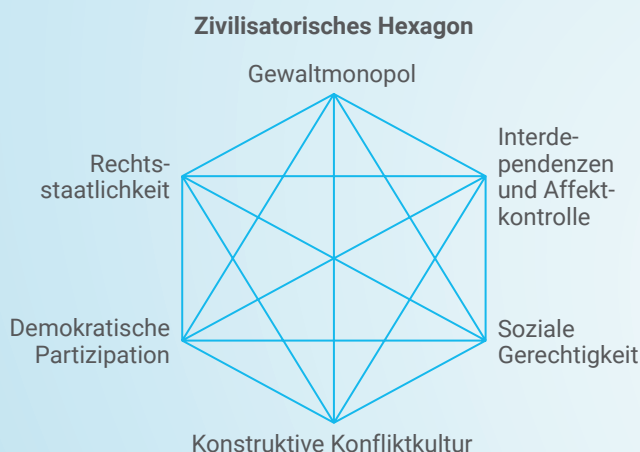 Zivilisatorisches Hexagon
Gewaltmonopol
Rechts-
staatlichkeit
Interde-
pendenzen
und Affekt-
kontrolle
Demokratische
Partizipation
Soziale
Gerechtigkeit
Konstruktive Konfliktkultur